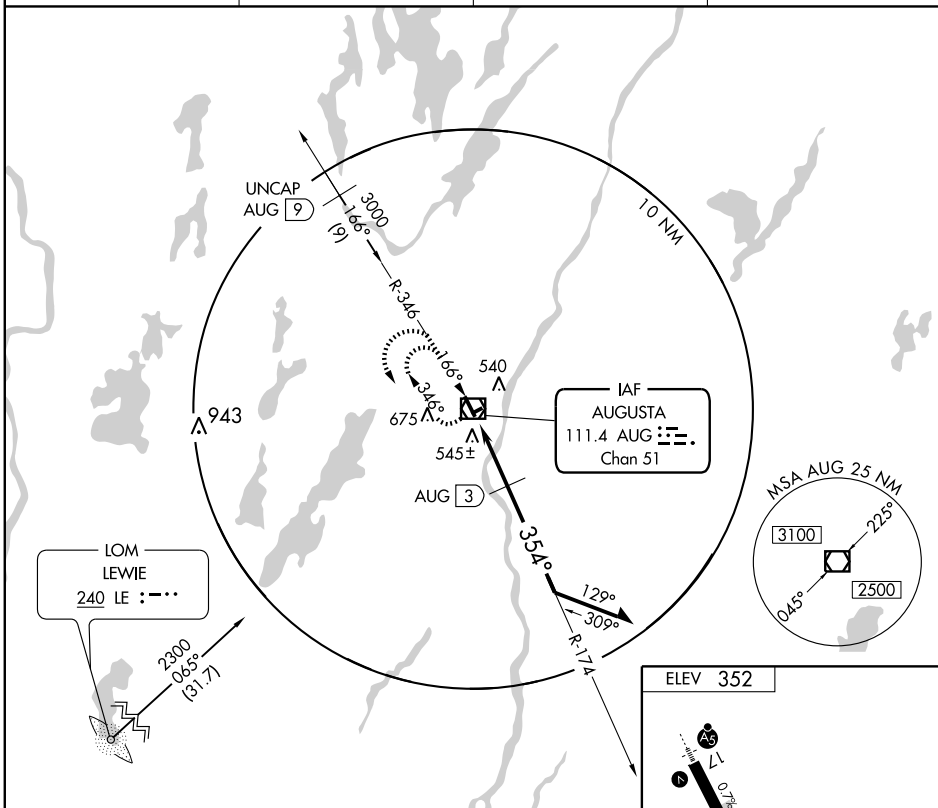 UNCAP
AUG 9
3000
166°
(9)
10 NM
R-346
166°
346°
540
675
545±
943
IAF
AUGUSTA
111.4 AUG
Chan 51
AUG 3
MSA AUG 25 NM
3100
225°
045°
2500
354°
129°
309°
R-174
LOM
LEWIE
240 LE
2300
065°
(31.7)
ELEV 352
A5
17
V
0.7%